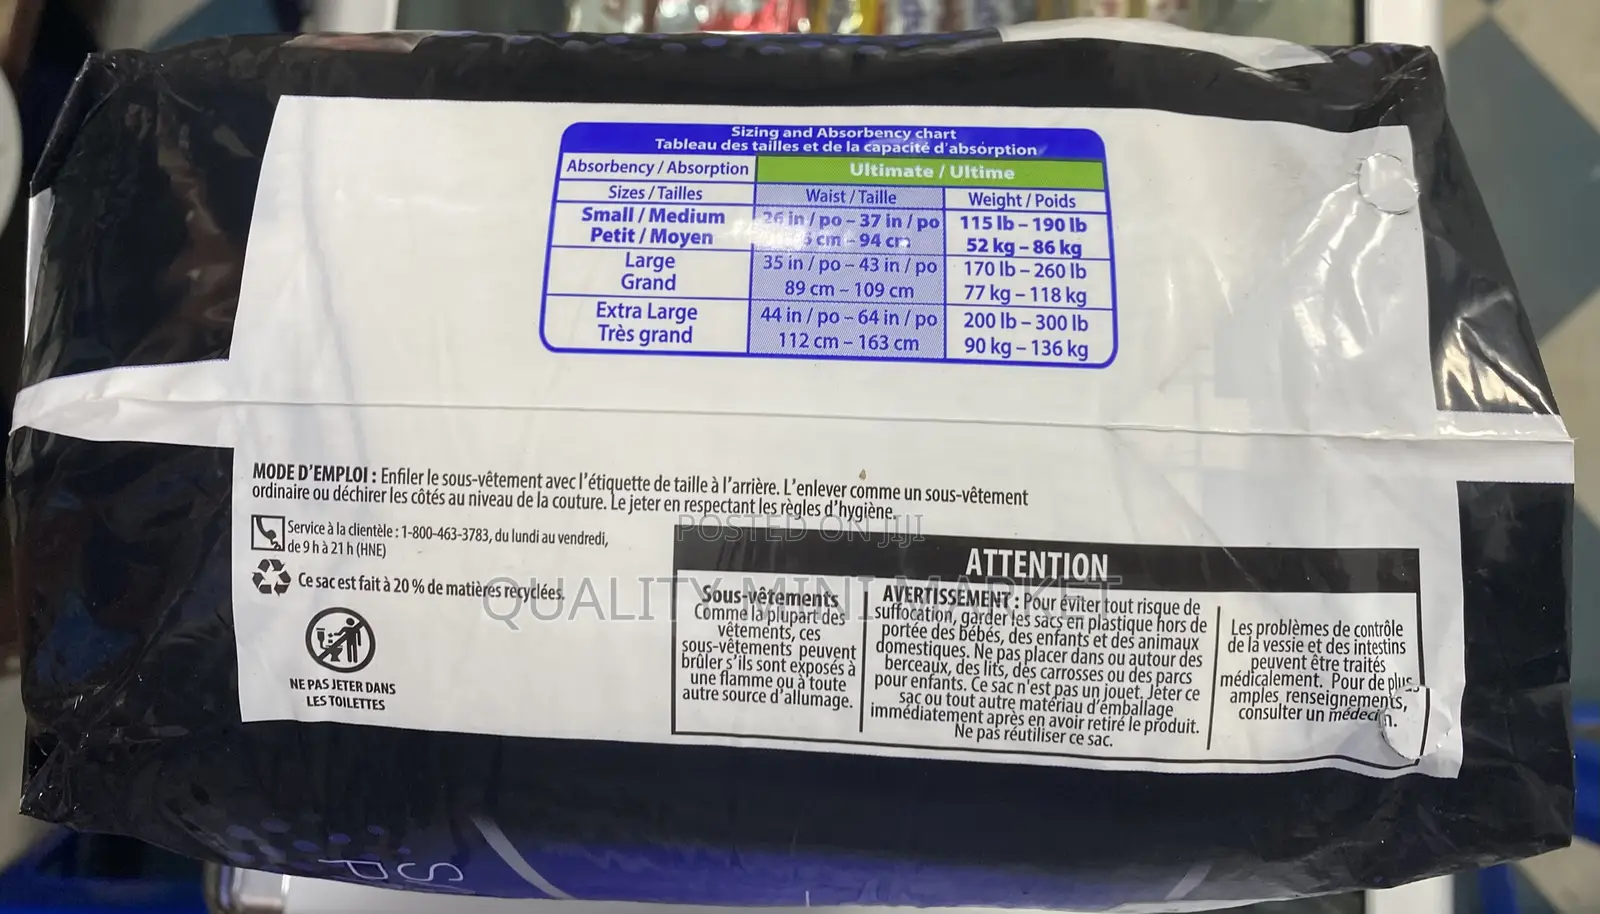 Sizing and Absorbency chart
Tableau des tailles et de la capacité d'absorption
Absorbency / Absorption Ultimate / Ultime
Sizes / Tailles Waist / Taille Weight / Poids
Small / Medium 26 in / po – 37 in / po 115 lb – 190 lb
Petit / Moyen cm – 94 cm 52 kg – 86 kg
Large 35 in / po – 43 in / po 170 lb – 260 lb
Grand 89 cm – 109 cm 77 kg – 118 kg
Extra Large 44 in / po – 64 in / po 200 lb – 300 lb
Très grand 112 cm – 163 cm 90 kg – 136 kg
MODE D'EMPLOI : Enfiler le sous-vêtement avec l'étiquette de taille à l'arrière. L'enlever comme un sous-vêtement
ordinaire ou déchirer les côtés au niveau de la couture. Le jeter en respectant les règles d'hygiène.
Service à la clientèle : 1-800-463-3783, du lundi au vendredi,
de 9 h à 21 h (HNE)
Ce sac est fait à 20 % de matières recyclées.
NE PAS JETER DANS
LES TOILETTES
ATTENTION
Sous-vêtements
Comme la plupart des
vêtements, ces
sous-vêtements peuvent
brûler s'ils sont exposés à
une flamme ou à toute
autre source d'allumage.
AVERTISSEMENT : Pour éviter tout risque de
suffocation, garder les sacs en plastique hors de
portée des bébés, des enfants et des animaux
domestiques. Ne pas placer dans ou autour des
berceaux, des lits, des carrosses ou des parcs
pour enfants. Ce sac n'est pas un jouet. Jeter ce
sac ou tout autre matériau d'emballage
immédiatement après en avoir retiré le produit.
Ne pas réutiliser ce sac.
Les problèmes de contrôle
de la vessie et des intestins
peuvent être traités
médicalement. Pour de plus
amples renseignements,
consulter un médecin.
POSTED ON JIJI
QUALITY MINI MARKET